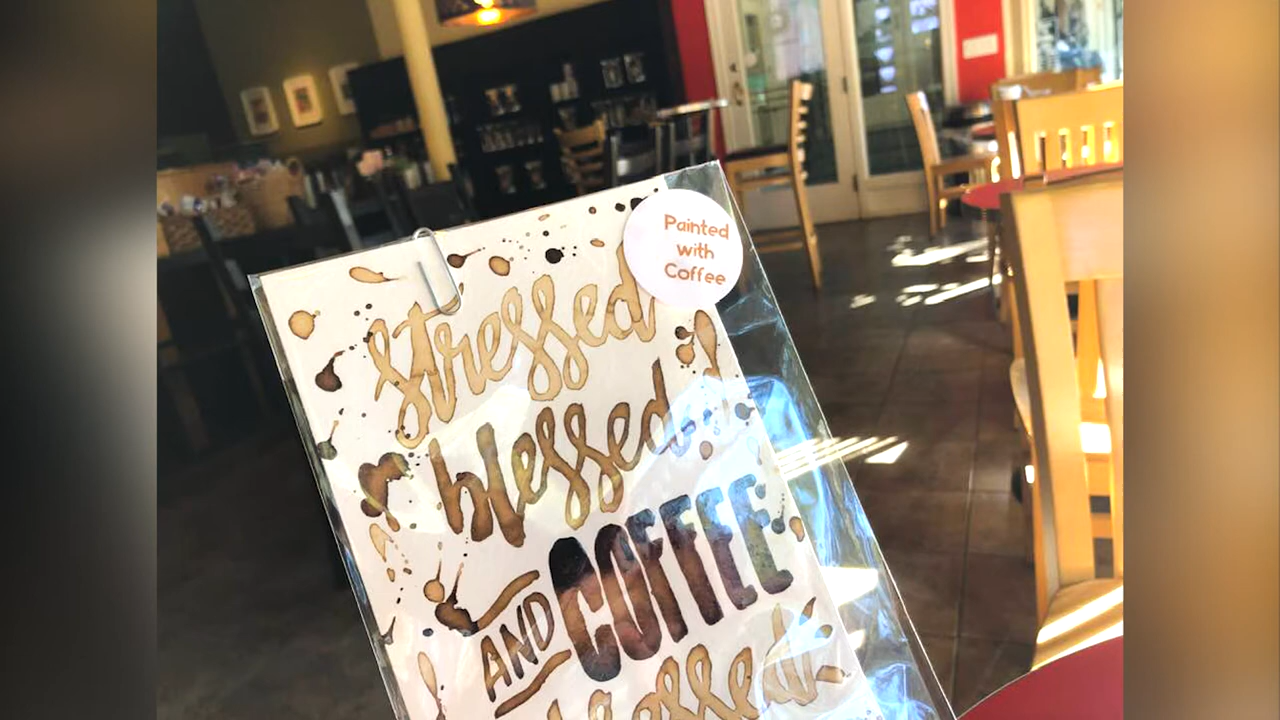 Painted
with
Coffee
stressed
blessed
AND COFFEE